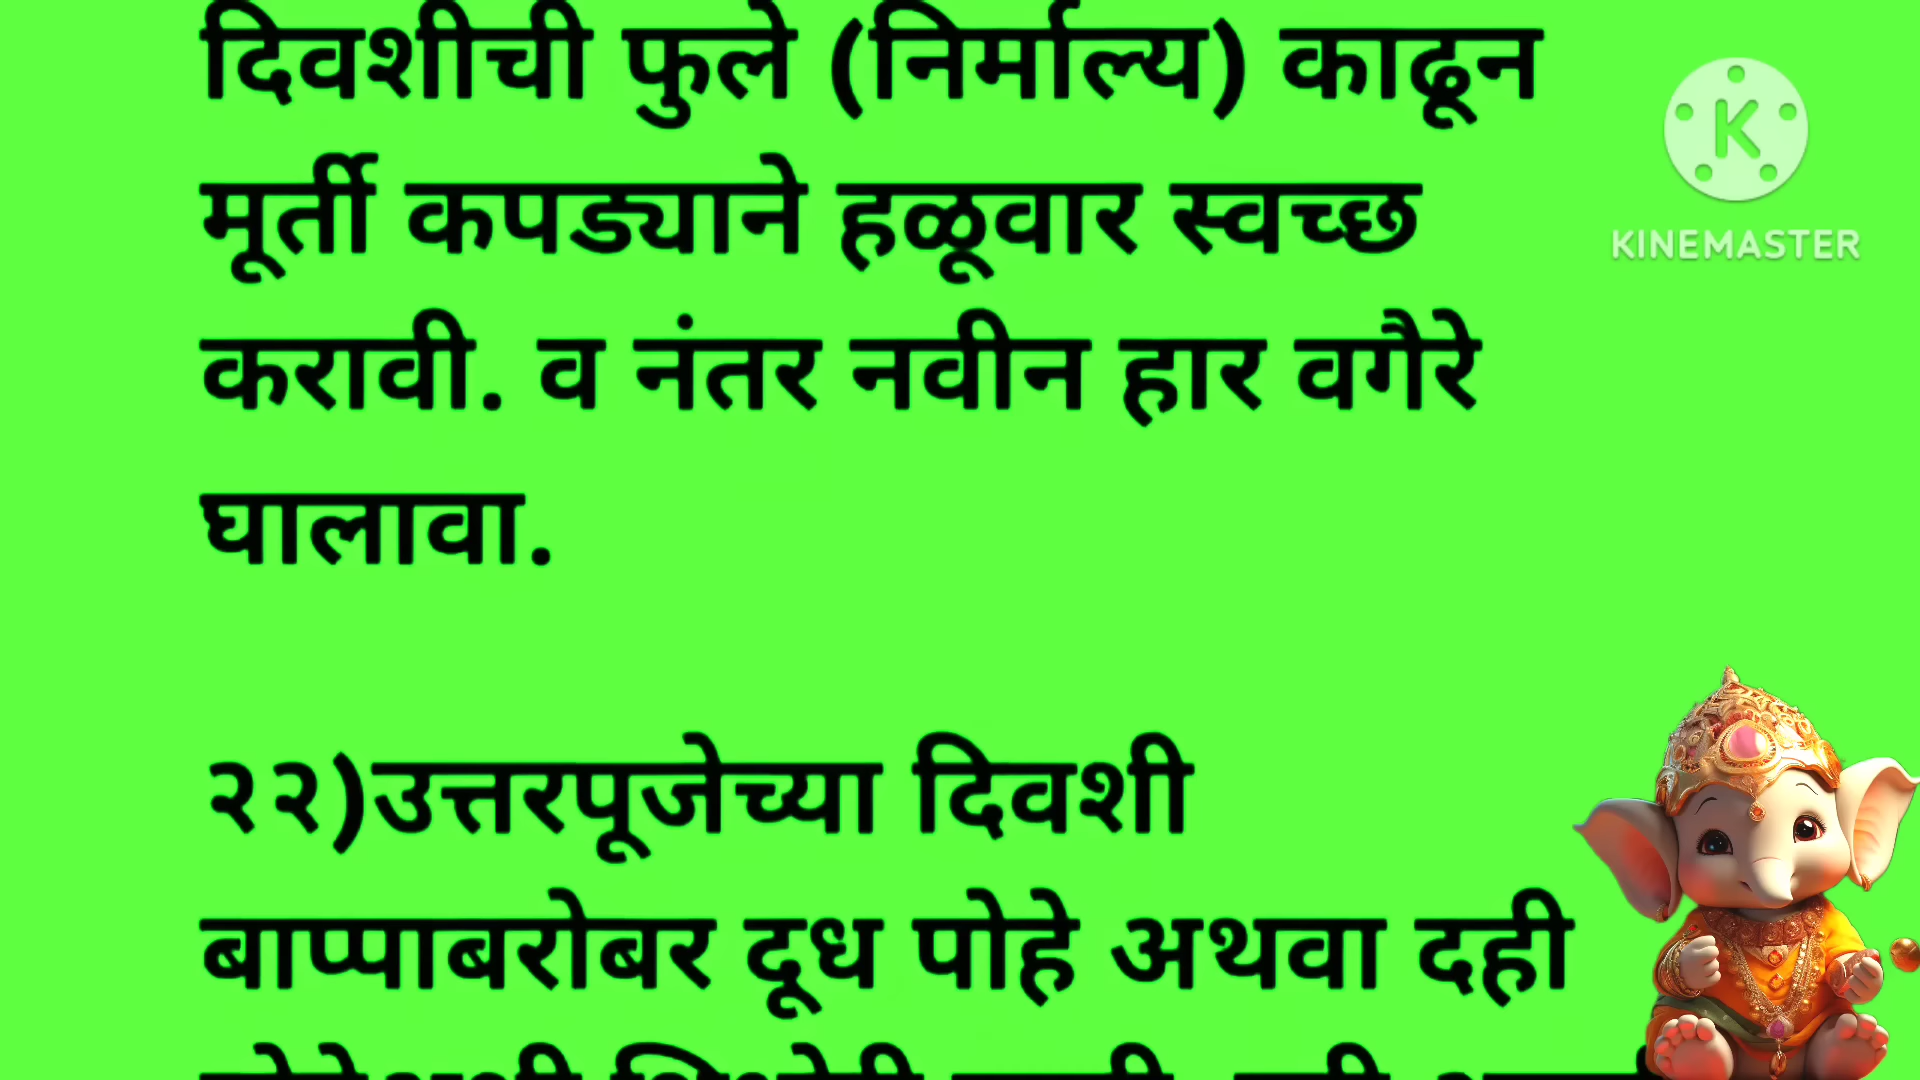 दिवशीची फुले (निर्माल्य) काढून
मूर्ती कपड्याने हळूवार स्वच्छ
करावी. व नंतर नवीन हार वगैरे
घालावा.
२२)उत्तरपूजेच्या दिवशी
बाप्पाबरोबर दूध पोहे अथवा दही
K
KINEMASTER